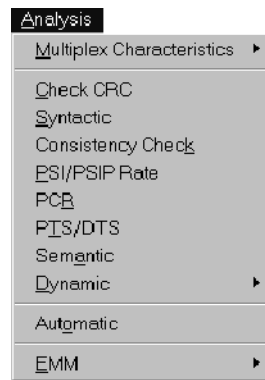 Analysis
Multiplex Characteristics
Check CRC
Syntactic
Consistency Check
PSI/PSIP Rate
PCR
PTS/DTS
Semantic
Dynamic
Automatic
EMM